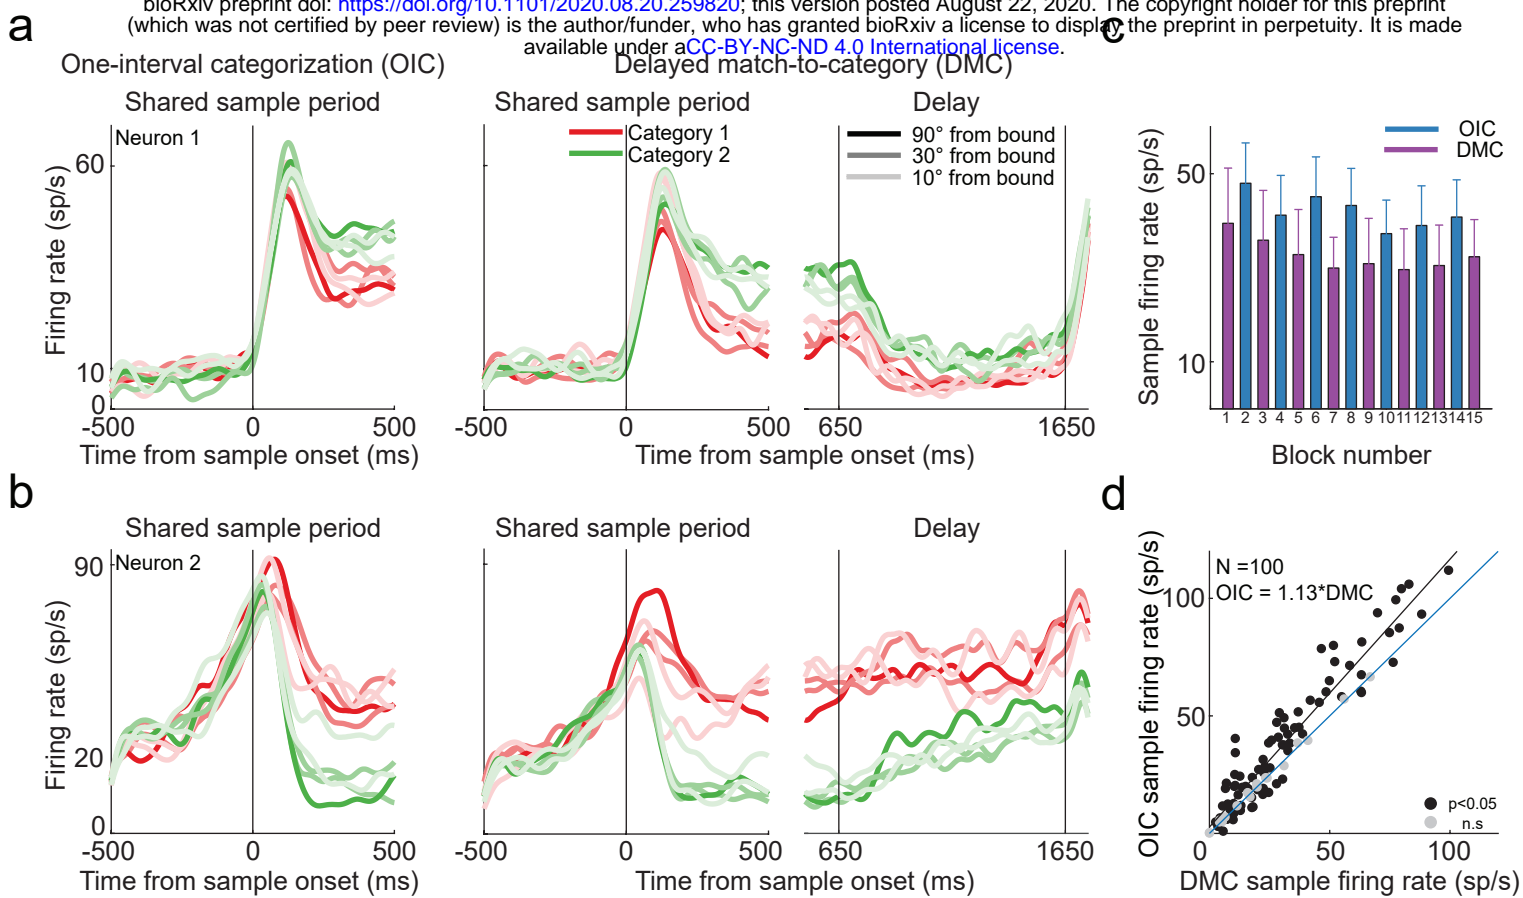 bioRxiv preprint doi: https://doi.org/10.1101/2020.08.20.259820; this version posted August 22, 2020. The copyright holder for this preprint
(which was not certified by peer review) is the author/funder, who has granted bioRxiv a license to display the preprint in perpetuity. It is made
available under aCC-BY-NC-ND 4.0 International license.
a
One-interval categorization (OIC)
Delayed match-to-category (DMC)
Shared sample period
Shared sample period
Delay
Neuron 1
Category 1
Category 2
90° from bound
30° from bound
10° from bound
Firing rate (sp/s)
60
10
0
-500 0 500
-500 0 500
650 1650
Time from sample onset (ms)
Time from sample onset (ms)
c
OIC
DMC
Sample firing rate (sp/s)
50
10
1 2 3 4 5 6 7 8 9 10 11 12 13 14 15
Block number
b
Shared sample period
Shared sample period
Delay
Neuron 2
Firing rate (sp/s)
90
20
0
-500 0 500
-500 0 500
650 1650
Time from sample onset (ms)
Time from sample onset (ms)
d
N =100
OIC = 1.13*DMC
OIC sample firing rate (sp/s)
100
50
p<0.05
n.s
0 50 100
DMC sample firing rate (sp/s)